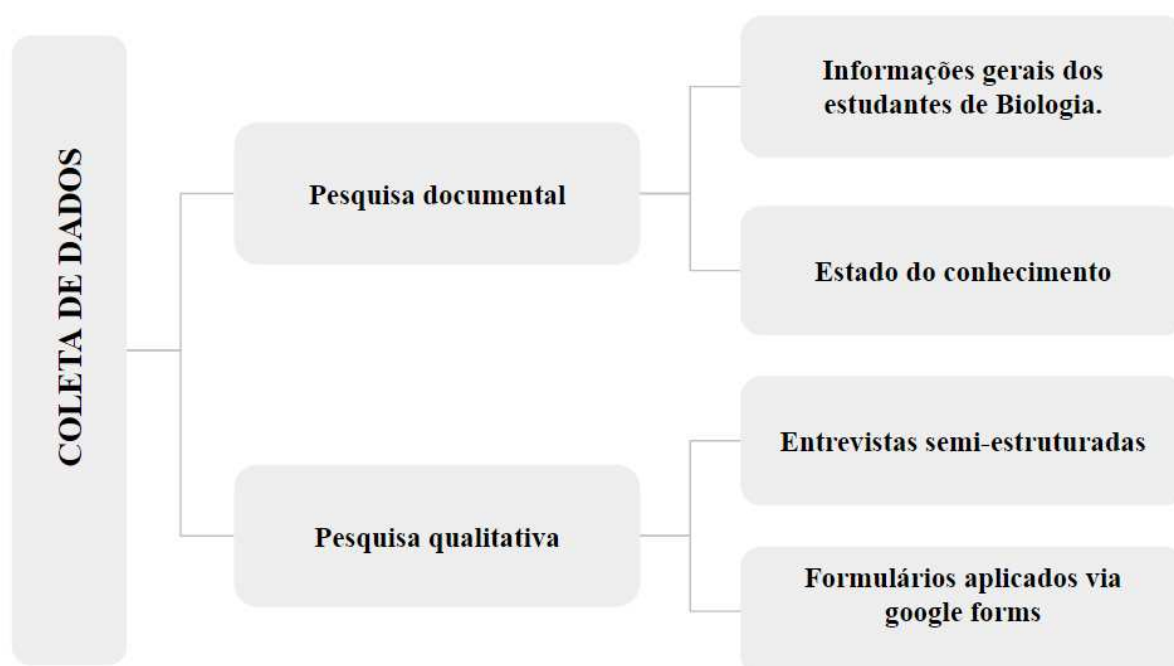 COLETA DE DADOS
Pesquisa documental
Informações gerais dos
estudantes de Biologia.
Estado do conhecimento
Pesquisa qualitativa
Entrevistas semi-estruturadas
Formulários aplicados via
google forms